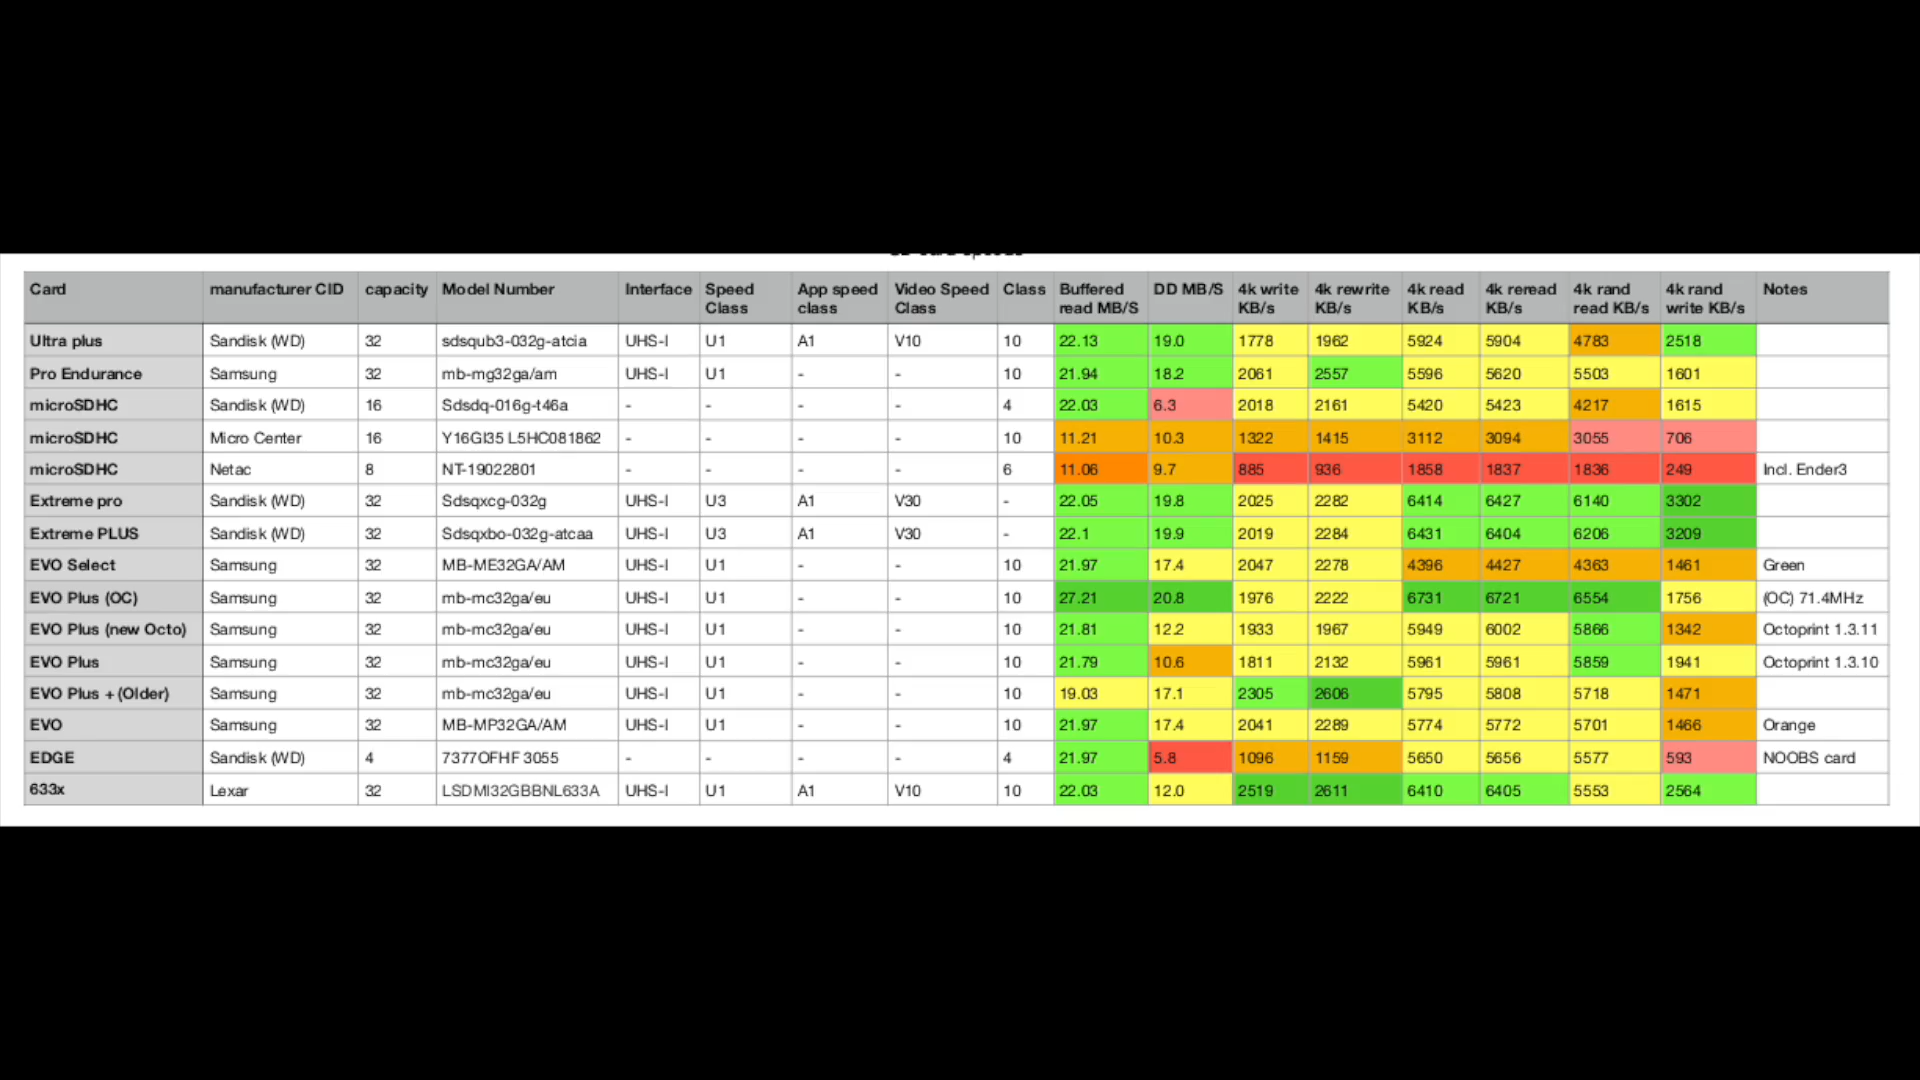 Card manufacturer CID capacity Model Number Interface Speed Class App speed class Video Speed Class Class Buffered read MB/S DD MB/S 4k write KB/s 4k rewrite KB/s 4k read KB/s 4k reread KB/s 4k rand read KB/s 4k rand write KB/s Notes
Ultra plus Sandisk (WD) 32 sdsqub3-032g-atcia UHS-I U1 A1 V10 10 22.13 19.0 1778 1962 5924 5904 4783 2518
Pro Endurance Samsung 32 mb-mg32ga/am UHS-I U1 - - 10 21.94 18.2 2061 2557 5596 5620 5503 1601
microSDHC Sandisk (WD) 16 Sdsdq-016g-t46a - - - - 4 22.03 6.3 2018 2161 5420 5423 4217 1615
microSDHC Micro Center 16 Y16GI35 L5HC081862 - - - - 10 11.21 10.3 1322 1415 3112 3094 3055 706
microSDHC Netac 8 NT-19022801 - - - - 6 11.06 9.7 885 936 1858 1837 1836 249 Incl. Ender3
Extreme pro Sandisk (WD) 32 Sdsqxcg-032g UHS-I U3 A1 V30 - 22.05 19.8 2025 2282 6414 6427 6140 3302
Extreme PLUS Sandisk (WD) 32 Sdsqxbo-032g-atcaa UHS-I U3 A1 V30 - 22.1 19.9 2019 2284 6431 6404 6206 3209
EVO Select Samsung 32 MB-ME32GA/AM UHS-I U1 - - 10 21.97 17.4 2047 2278 4396 4427 4363 1461 Green
EVO Plus (OC) Samsung 32 mb-mc32ga/eu UHS-I U1 - - 10 27.21 20.8 1976 2222 6731 6721 6554 1756 (OC) 71.4MHz
EVO Plus (new Octo) Samsung 32 mb-mc32ga/eu UHS-I U1 - - 10 21.81 12.2 1933 1967 5949 6002 5866 1342 Octoprint 1.3.11
EVO Plus Samsung 32 mb-mc32ga/eu UHS-I U1 - - 10 21.79 10.6 1811 2132 5961 5961 5859 1941 Octoprint 1.3.10
EVO Plus + (Older) Samsung 32 mb-mc32ga/eu UHS-I U1 - - 10 19.03 17.1 2305 2606 5795 5808 5718 1471
EVO Samsung 32 MB-MP32GA/AM UHS-I U1 - - 10 21.97 17.4 2041 2289 5774 5772 5701 1466 Orange
EDGE Sandisk (WD) 4 7377OFHF 3055 - - - - 4 21.97 5.8 1096 1159 5650 5656 5577 593 NOOBS card
633x Lexar 32 LSDMI32GBBNL633A UHS-I U1 A1 V10 10 22.03 12.0 2519 2611 6410 6405 5553 2564